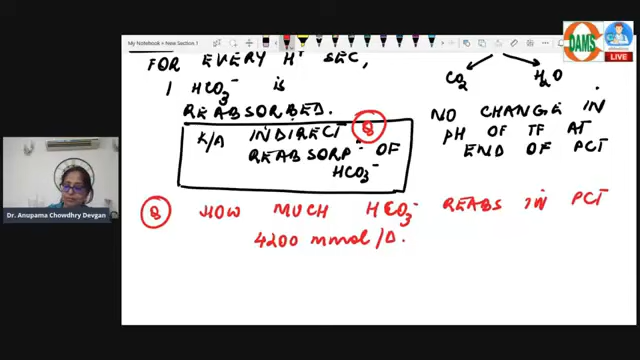 My Notebook > New Section 1
DAMS
LIVE
FOR EVERY H⁺ SEC,
1 HCO₃⁻ is
REABSORBED.
K/A INDIRECT
REABSORPⁿ OF
HCO₃⁻
Q
CO₂ H₂O
NO CHANGE IN
PH OF TF AT
END OF PCT
Dr. Anupama Chowdhry Devgan
Q HOW MUCH HCO₃⁻ REABS IN PCT
4200 mmol/D.